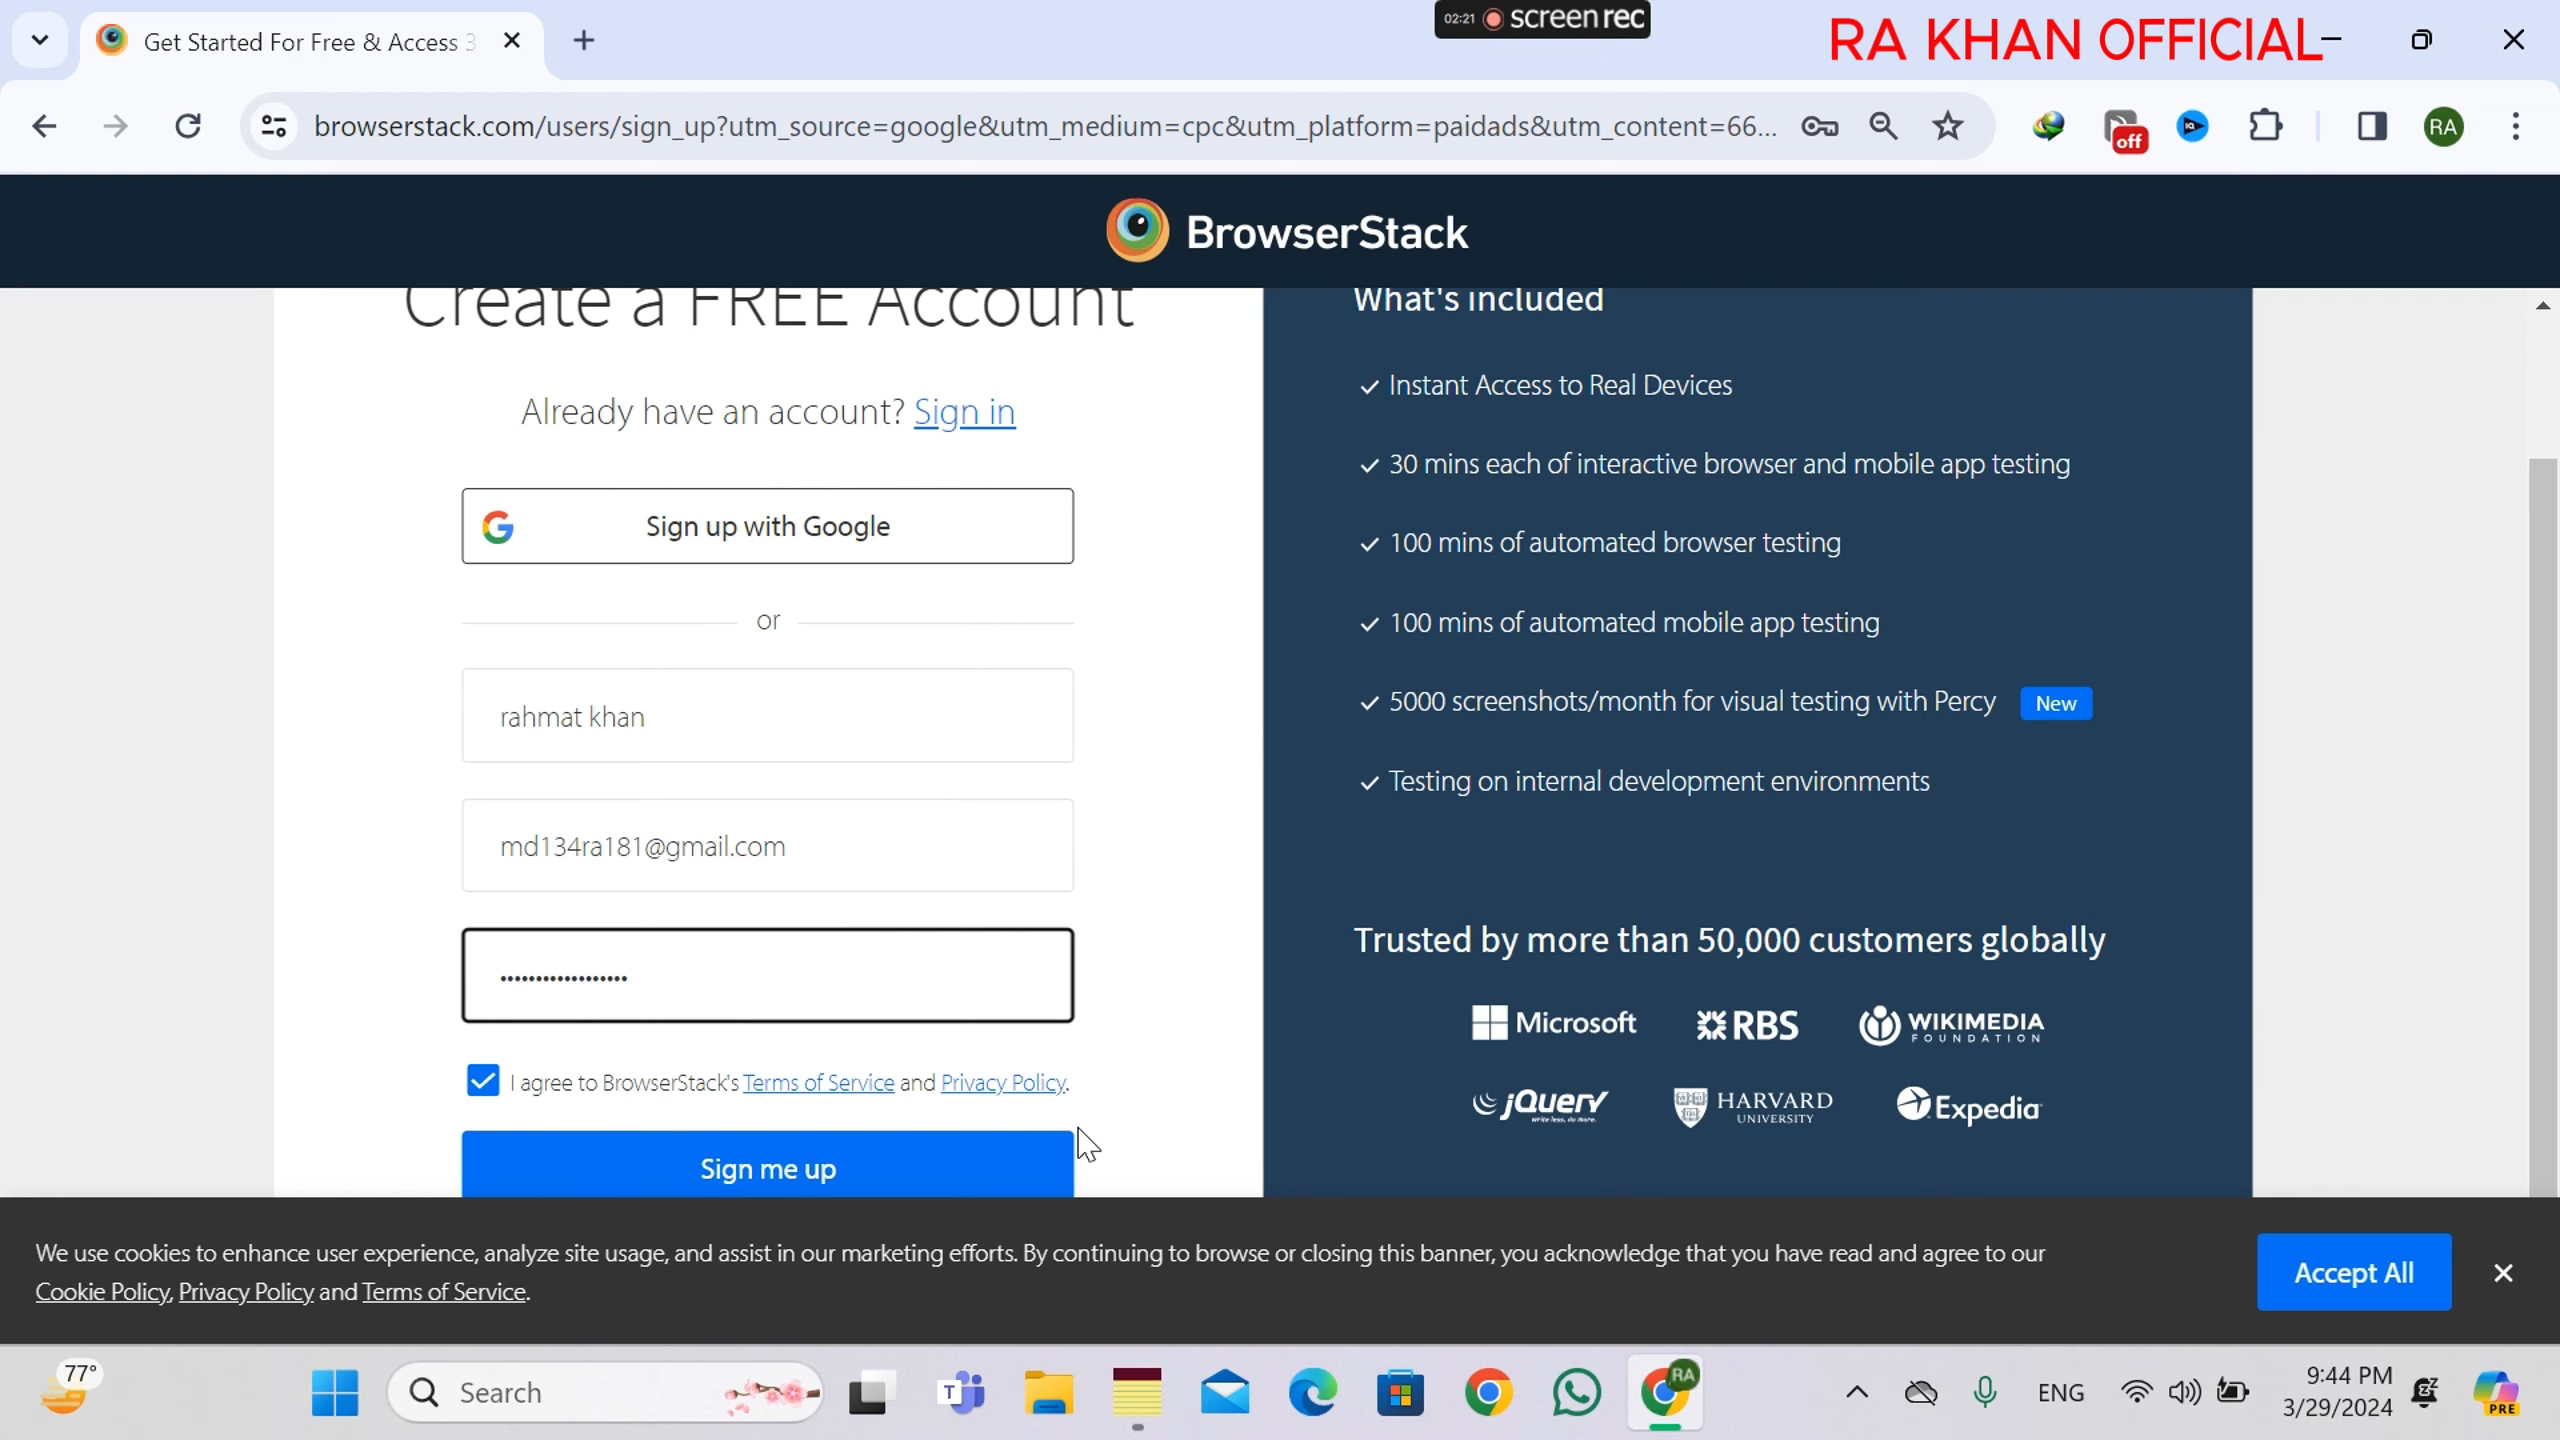 Get Started For Free & Access 3
02:21 screen rec
RA KHAN OFFICIAL
browserstack.com/users/sign_up?utm_source=google&utm_medium=cpc&utm_platform=paidads&utm_content=66...
off
RA
BrowserStack
Create a FREE Account
Already have an account? Sign in
Sign up with Google
or
rahmat khan
md134ra181@gmail.com
••••••••••••••••••
I agree to BrowserStack's Terms of Service and Privacy Policy.
Sign me up
What's included
✓ Instant Access to Real Devices
✓ 30 mins each of interactive browser and mobile app testing
✓ 100 mins of automated browser testing
✓ 100 mins of automated mobile app testing
✓ 5000 screenshots/month for visual testing with Percy New
✓ Testing on internal development environments
Trusted by more than 50,000 customers globally
Microsoft RBS WIKIMEDIA FOUNDATION
jQuery write less, do more. HARVARD UNIVERSITY Expedia
We use cookies to enhance user experience, analyze site usage, and assist in our marketing efforts. By continuing to browse or closing this banner, you acknowledge that you have read and agree to our
Cookie Policy, Privacy Policy and Terms of Service.
Accept All
77°
Search
T
RA
ENG
9:44 PM
3/29/2024
PRE